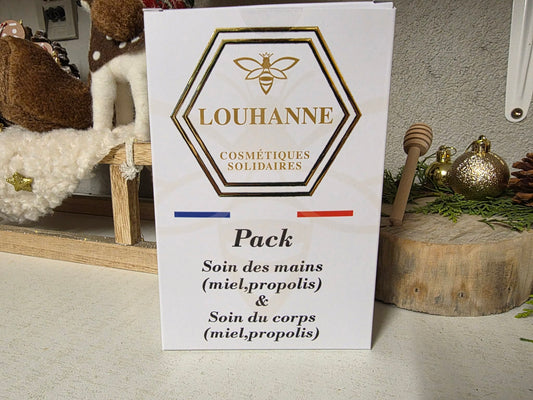 LOUHANNE
COSMÉTIQUES
SOLIDAIRES
Pack
Soin des mains
(miel,propolis)
&
Soin du corps
(miel,propolis)